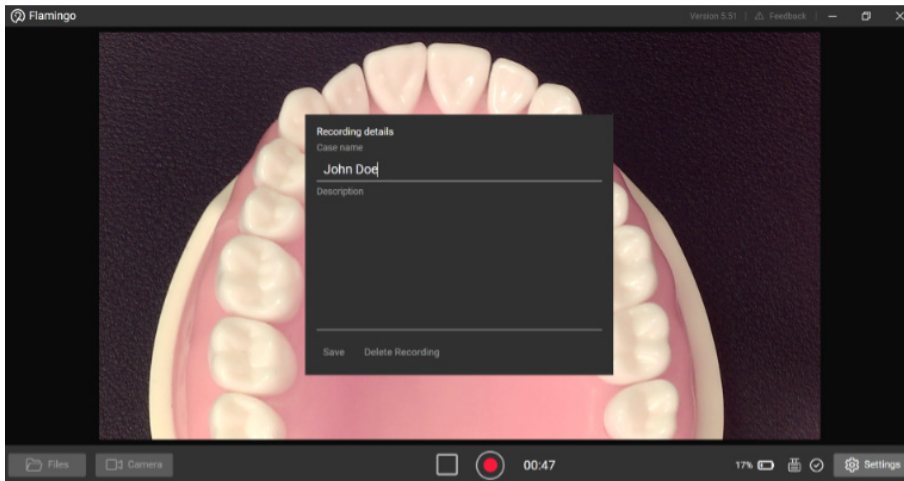 Flamingo
Version 5.51 | Feedback |
Recording details
Case name
John Doe
Description
Save Delete Recording
Files Camera 00:47 17% Settings